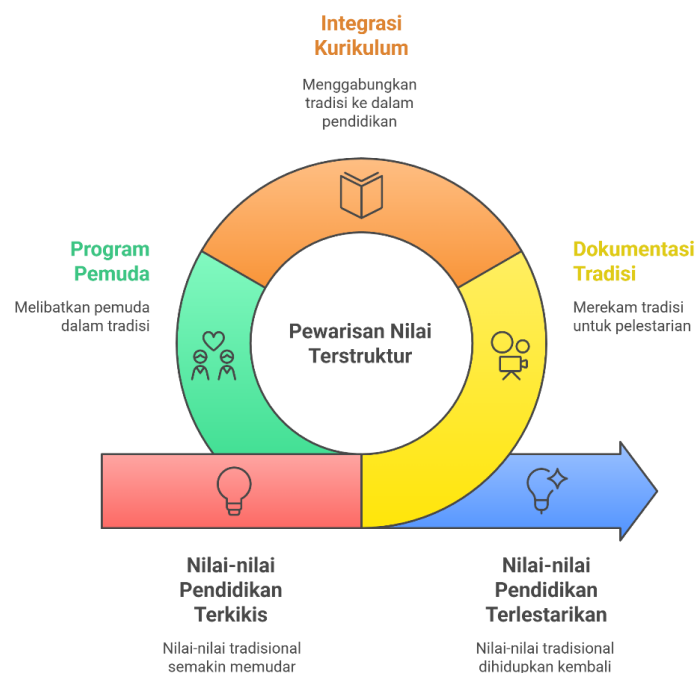 Integrasi
Kurikulum
Menggabungkan
tradisi ke dalam
pendidikan
Program
Pemuda
Melibatkan pemuda
dalam tradisi
Dokumentasi
Tradisi
Merekam tradisi
untuk pelestarian
Pewarisan Nilai
Terstruktur
Nilai-nilai
Pendidikan
Terkikis
Nilai-nilai tradisional
semakin memudar
Nilai-nilai
Pendidikan
Terlestarikan
Nilai-nilai tradisional
dihidupkan kembali